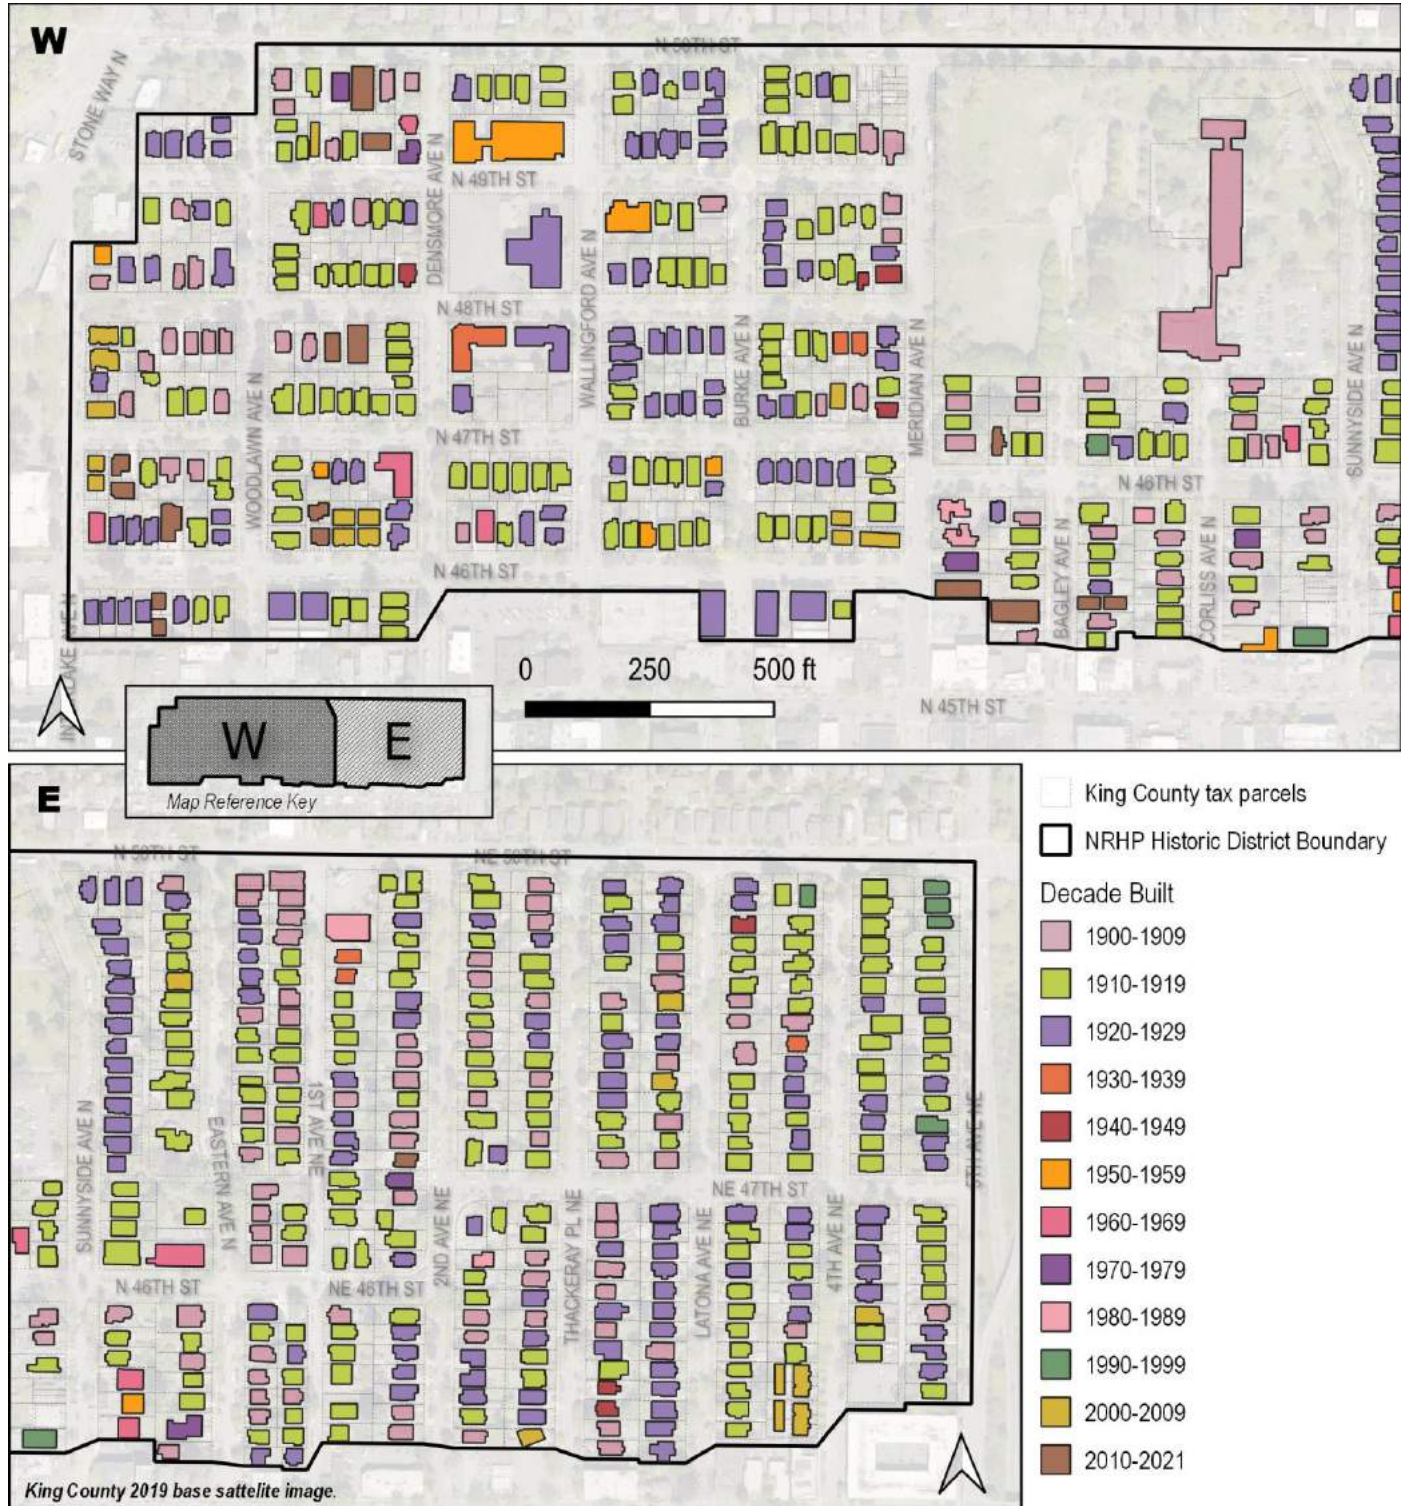 W
N 50TH ST
STONE WAY N
DENSMORE AVE N
N 49TH ST
WALLINGFORD AVE N
N 48TH ST
MERIDIAN AVE N
BURKE AVE N
SUNNYSIDE AVE N
WOODLAWN AVE N
N 47TH ST
N 46TH ST
BAGLEY AVE N
CORLISS AVE N
N 46TH ST
0 250 500 ft
N 45TH ST
W E
Map Reference Key
E
N 50TH ST
NE 50TH ST
SUNNYSIDE AVE N
EASTERN AVE N
1ST AVE NE
2ND AVE NE
THACKERAY PL NE
LATONA AVE NE
NE 47TH ST
4TH AVE NE
5TH AVE NE
N 46TH ST
NE 46TH ST
King County 2019 base sattelite image.
King County tax parcels
NRHP Historic District Boundary
Decade Built
1900-1909
1910-1919
1920-1929
1930-1939
1940-1949
1950-1959
1960-1969
1970-1979
1980-1989
1990-1999
2000-2009
2010-2021